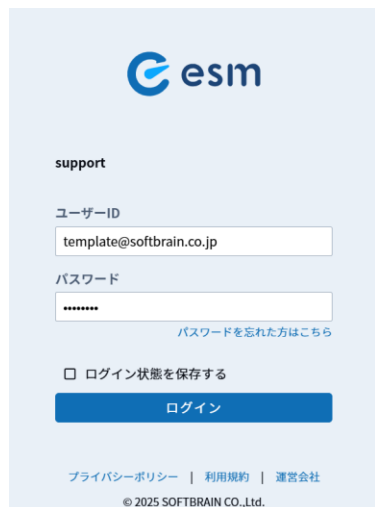 esm
support
ユーザーID
template@softbrain.co.jp
パスワード
••••••••
パスワードを忘れた方はこちら
ログイン状態を保存する
ログイン
プライバシーポリシー | 利用規約 | 運営会社
© 2025 SOFTBRAIN CO.,Ltd.